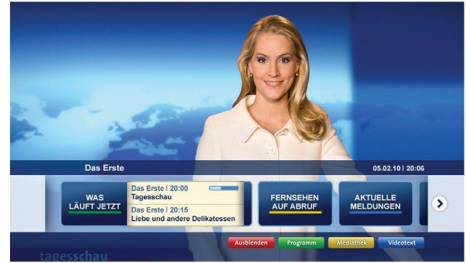 Das Erste
05.02.10 | 20:06
WAS
LÄUFT JETZT
Das Erste | 20:00
Tagesschau
Das Erste | 20:15
Liebe und andere Delikatessen
FERNSEHEN
AUF ABRUF
AKTUELLE
MELDUNGEN
Ausblenden
Programm
Mediathek
Videotext
tagesschau